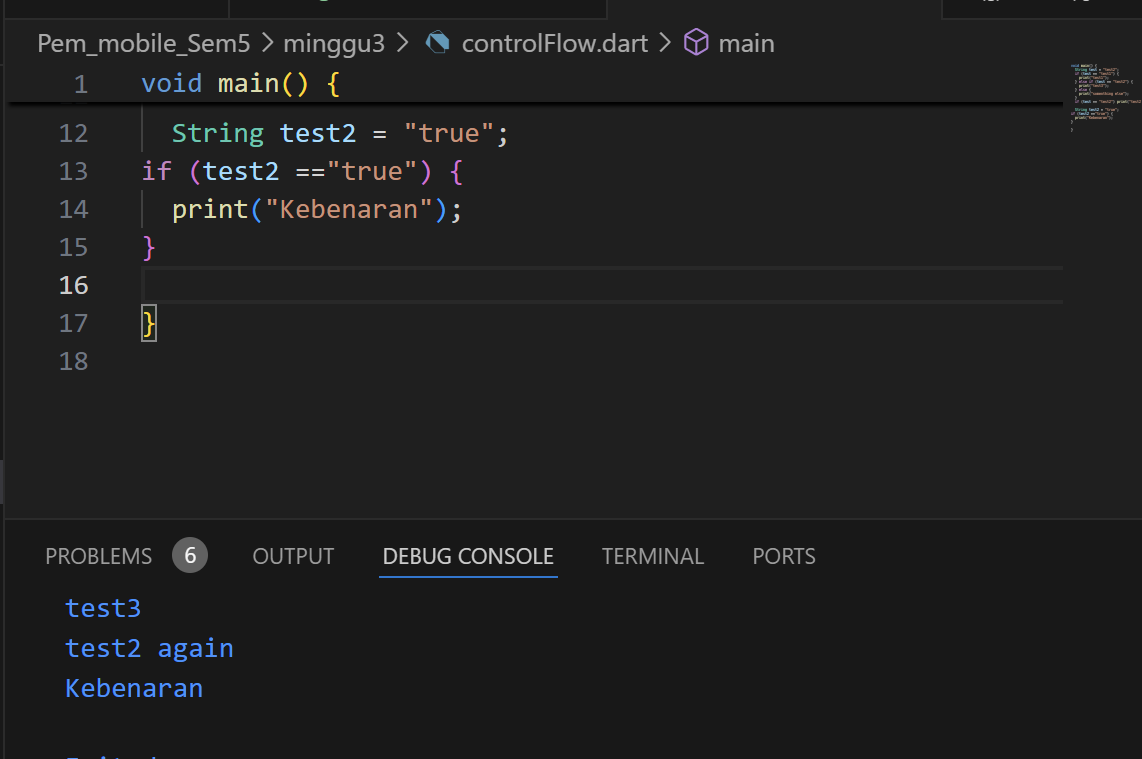 Pem_mobile_Sem5 > minggu3 > controlFlow.dart > main
1 void main() {
12 String test2 = "true";
13 if (test2 =="true") {
14 print("Kebenaran");
15 }
16
17 }
18
PROBLEMS 6 OUTPUT DEBUG CONSOLE TERMINAL PORTS
test3
test2 again
Kebenaran